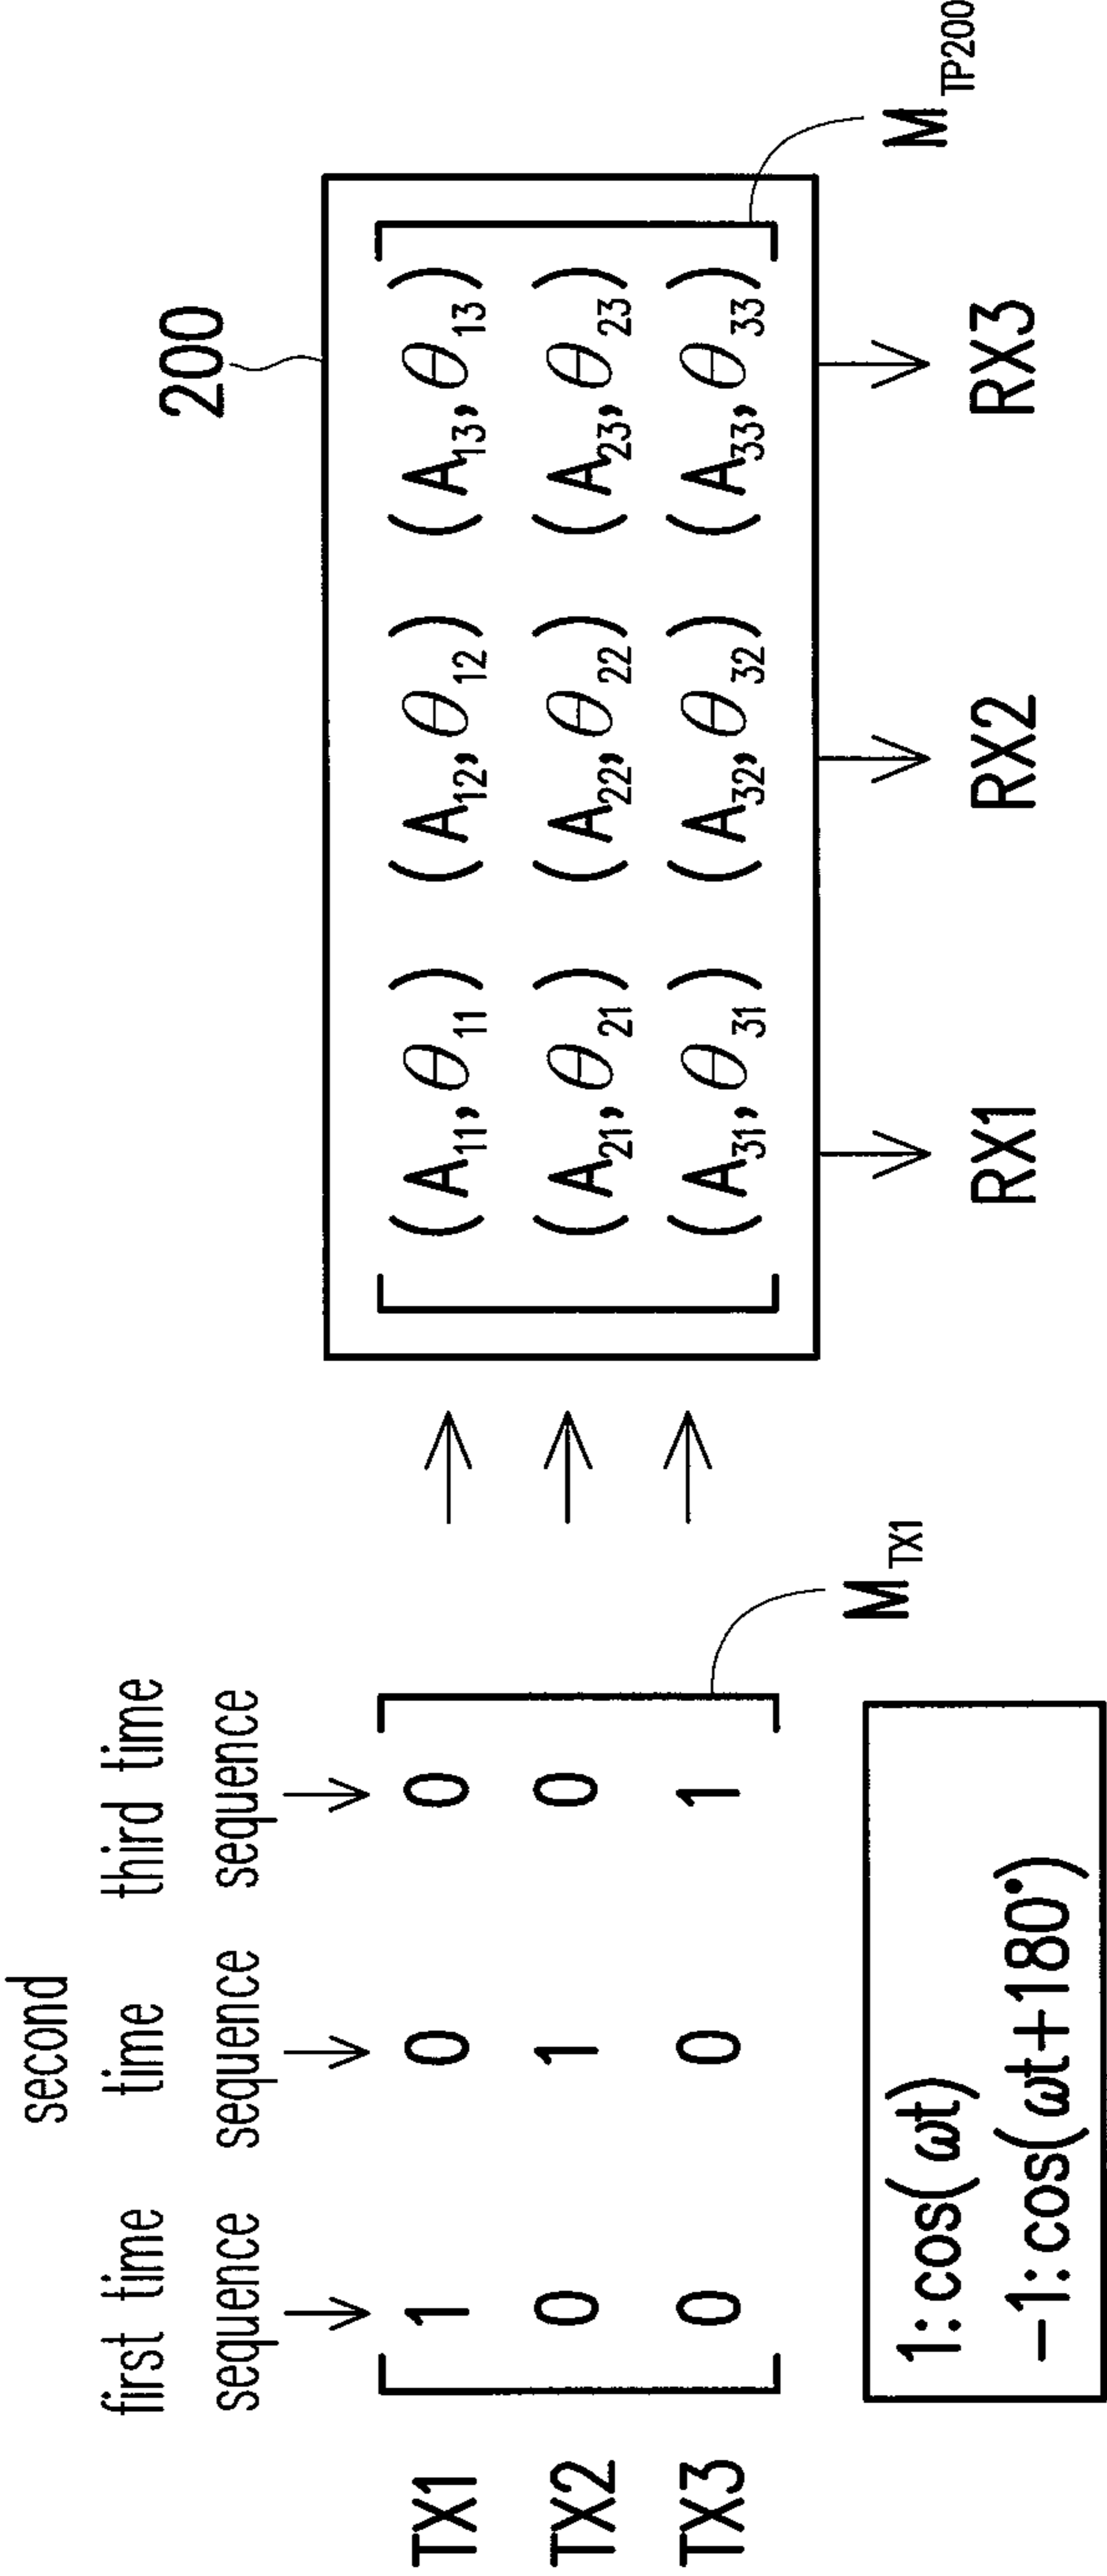 second
first time time third time
sequence sequence sequence
TX1 1 0 0
TX2 0 1 0
TX3 0 0 1
M TX1
1: cos(ωt)
−1: cos(ωt+180°)
200
(A11, θ11) (A12, θ12) (A13, θ13)
(A21, θ21) (A22, θ22) (A23, θ23)
(A31, θ31) (A32, θ32) (A33, θ33)
M TP200
RX1 RX2 RX3